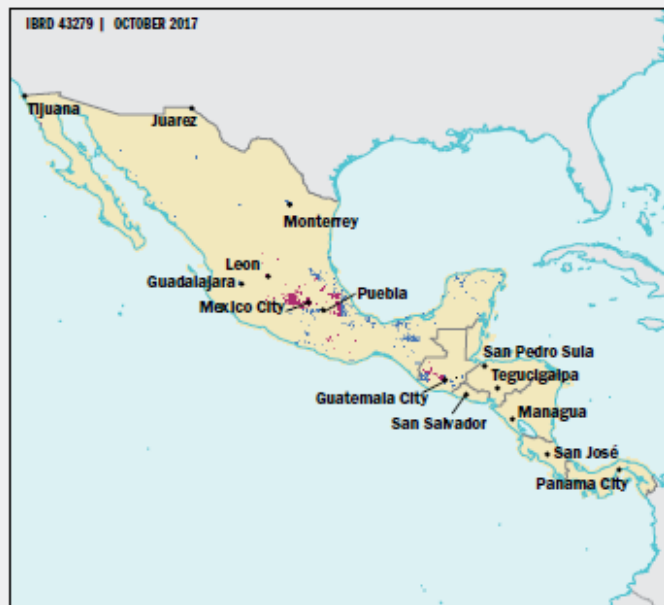 IBRD 43279 | OCTOBER 2017
Tijuana
Juarez
Monterrey
Leon
Guadalajara
Puebla
Mexico City
San Pedro Sula
Tegucigalpa
Guatemala City
Managua
San Salvador
San José
Panama City